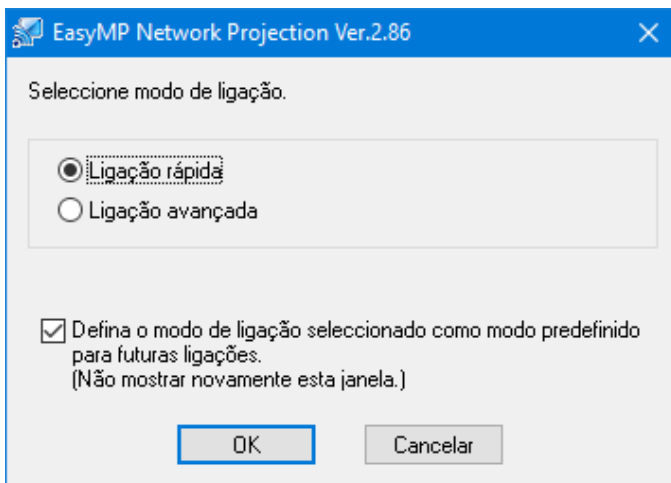 EasyMP Network Projection Ver.2.86
Seleccione modo de ligação.
Ligação rápida
Ligação avançada
Defina o modo de ligação seleccionado como modo predefinido
para futuras ligações.
(Não mostrar novamente esta janela.)
OK
Cancelar